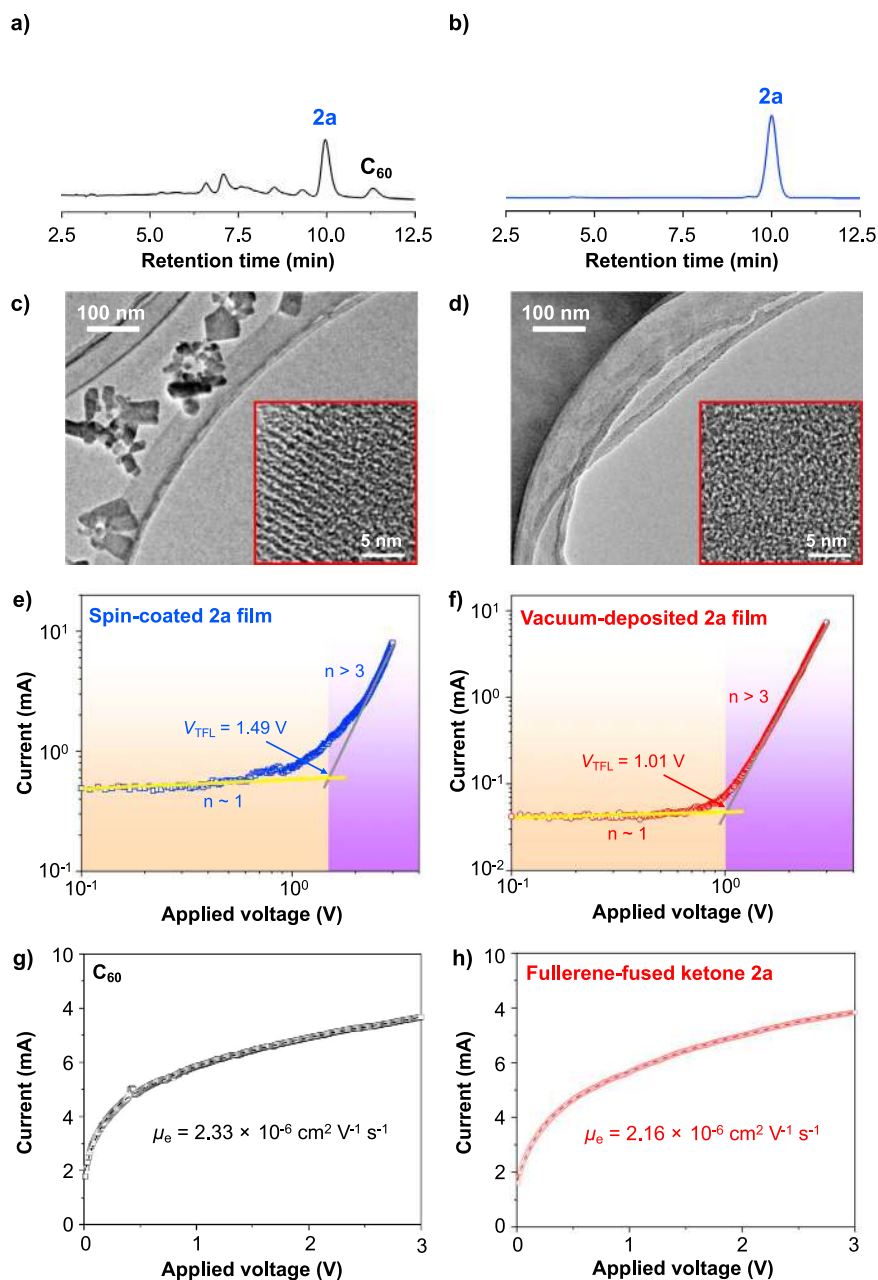 a)
b)
2a
C60
2a
2.5 5.0 7.5 10.0 12.5
Retention time (min)
2.5 5.0 7.5 10.0 12.5
Retention time (min)
c)
100 nm
5 nm
d)
100 nm
5 nm
e)
Spin-coated 2a film
n > 3
VTFL = 1.49 V
n ~ 1
10^1
10^0
10^-1
Current (mA)
10^-1 10^0
Applied voltage (V)
f)
Vacuum-deposited 2a film
n > 3
VTFL = 1.01 V
n ~ 1
10^1
10^0
10^-1
10^-2
Current (mA)
10^-1 10^0
Applied voltage (V)
g)
C60
μe = 2.33 × 10^-6 cm^2 V^-1 s^-1
10
4
6
4
2
0
Current (mA)
0 1 2 3
Applied voltage (V)
h)
Fullerene-fused ketone 2a
μe = 2.16 × 10^-6 cm^2 V^-1 s^-1
10
4
6
4
2
0
Current (mA)
0 1 2 3
Applied voltage (V)